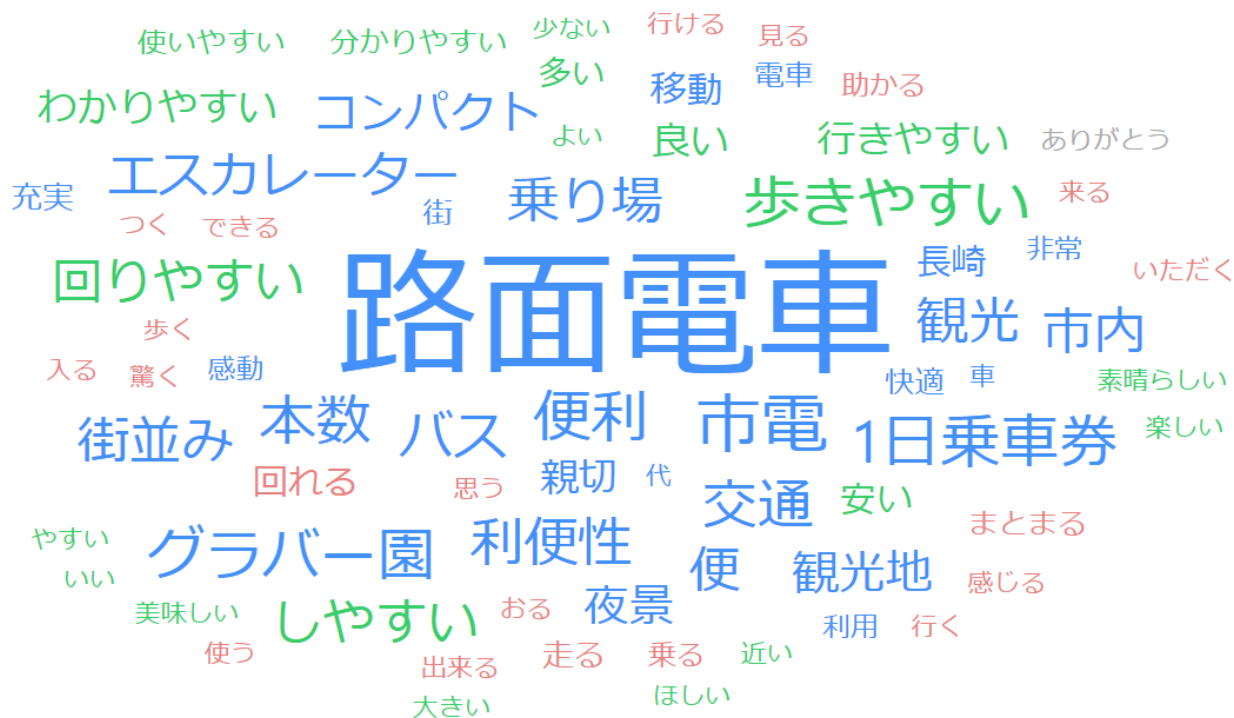 使いやすい 分かりやすい 少ない 行ける 見る
多い 移動 電車 助かる
わかりやすい コンパクト よい 良い 行きやすい ありがとう
充実 エスカレーター 街 乗り場 歩きやすい 来る
つく できる
回りやすい 路面電車 長崎 非常 いただく
歩く 観光 市内
入る 驚く 感動 快適 車 素晴らしい
街並み 本数 バス 便利 市電 1日乗車券 楽しい
回れる 思う 親切 代 交通 安い まとまる
やすい グラバー園 利便性 便 観光地 感じる
いい
美味しい しやすい おる 夜景 利用 行く
使う 出来る 走る 乗る 近い
大きい ほしい